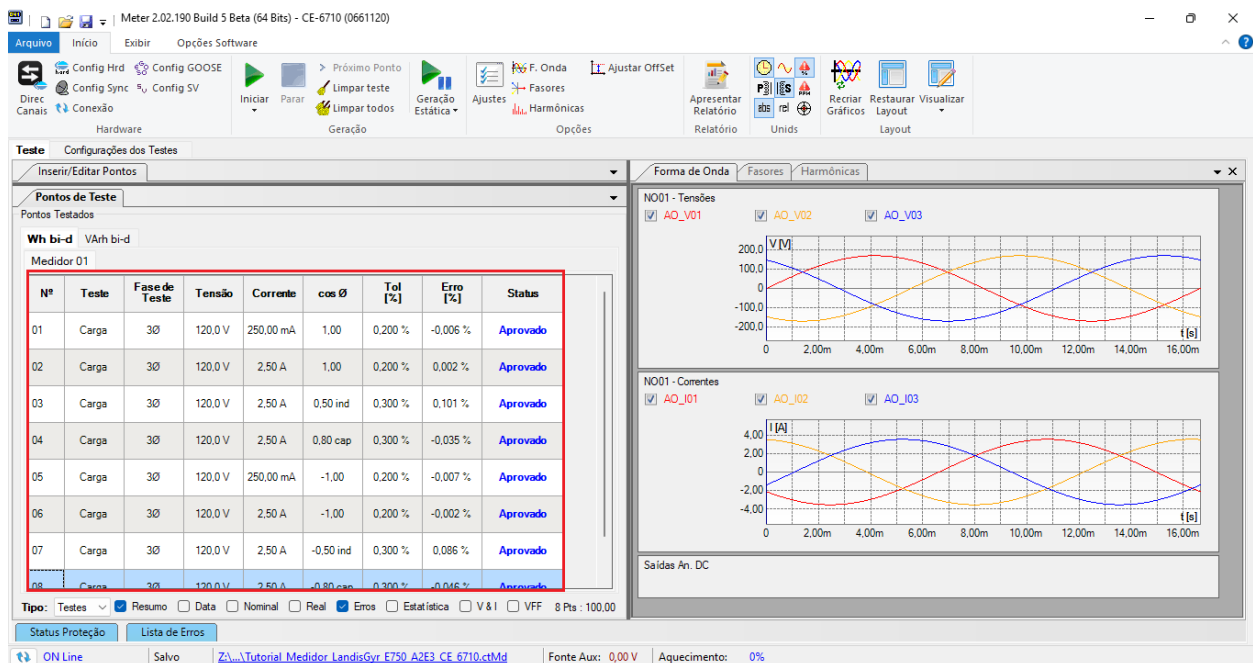 Meter 2.02.190 Build 5 Beta (64 Bits) - CE-6710 (0661120)
Arquivo Início Exibir Opções Software
Direc Canais
Config Hrd Config GOOSE
Config Sync Config SV
Conexão
Hardware
Iniciar Parar
Próximo Ponto
Limpar teste
Limpar todos
Geração Estática
Geração
Ajustes
F. Onda Ajustar OffSet
Fasores
Harmônicas
Opções
Apresentar Relatório
Relatório
abs rel
Unids
Recriar Gráficos Restaurar Layout Visualizar
Layout
Teste Configurações dos Testes
Inserir/Editar Pontos
Pontos de Teste
Pontos Testados
Wh bi-d VArh bi-d
Medidor 01
Nº Teste Fase de Teste Tensão Corrente cos Ø Tol [%] Erro [%] Status
01 Carga 3Ø 120,0 V 250,00 mA 1,00 0,200 % -0,006 % Aprovado
02 Carga 3Ø 120,0 V 2,50 A 1,00 0,200 % 0,002 % Aprovado
03 Carga 3Ø 120,0 V 2,50 A 0,50 ind 0,300 % 0,101 % Aprovado
04 Carga 3Ø 120,0 V 2,50 A 0,80 cap 0,300 % -0,035 % Aprovado
05 Carga 3Ø 120,0 V 250,00 mA -1,00 0,200 % -0,007 % Aprovado
06 Carga 3Ø 120,0 V 2,50 A -1,00 0,200 % -0,002 % Aprovado
07 Carga 3Ø 120,0 V 2,50 A -0,50 ind 0,300 % 0,086 % Aprovado
08 Carga 3Ø 120,0 V 2,50 A -0,80 cap 0,300 % -0,046 % Aprovado
Tipo: Testes Resumo Data Nominal Real Erros Estatística V & I VFF 8 Pts : 100,00
Forma de Onda Fasores Harmônicas
NO01 - Tensões
AO_V01 AO_V02 AO_V03
V [V]
200,0
100,0
0
-100,0
-200,0
t [s]
0 2,00m 4,00m 6,00m 8,00m 10,00m 12,00m 14,00m 16,00m
NO01 - Correntes
AO_I01 AO_I02 AO_I03
I [A]
4,00
2,00
0
-2,00
-4,00
t [s]
0 2,00m 4,00m 6,00m 8,00m 10,00m 12,00m 14,00m 16,00m
Saídas An. DC
Status Proteção Lista de Erros
ON Line Salvo Z:\...\Tutorial_Medidor_LandisGyr_E750_A2E3_CE_6710.ctMd Fonte Aux: 0,00 V Aquecimento: 0%